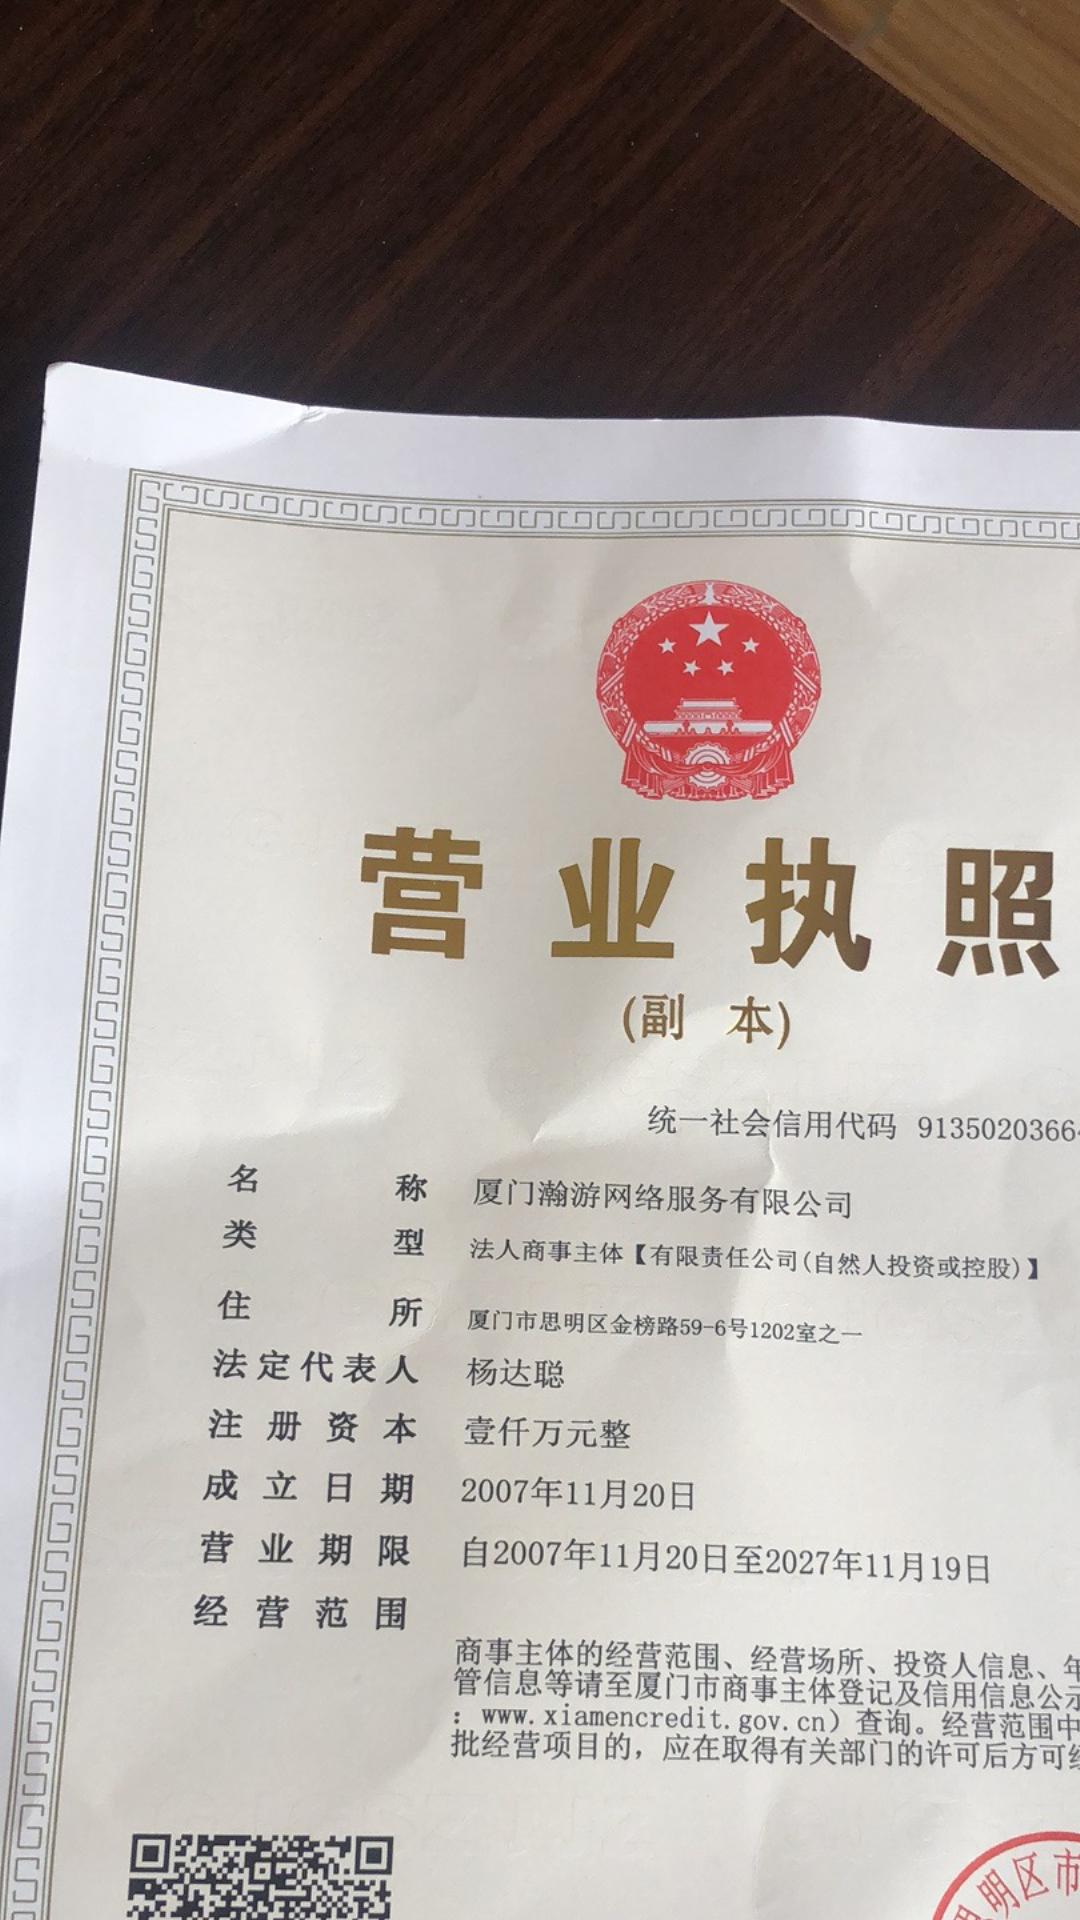 营业执照
(副 本)
统一社会信用代码 9135020366
名 称 厦门瀚游网络服务有限公司
类 型 法人商事主体【有限责任公司(自然人投资或控股)】
住 所 厦门市思明区金榜路59-6号1202室之一
法定代表人 杨达聪
注册资本 壹仟万元整
成立日期 2007年11月20日
营业期限 自2007年11月20日至2027年11月19日
经营范围
商事主体的经营范围、经营场所、投资人信息、年
管信息等请至厦门市商事主体登记及信用信息公示
：www.xiamencredit.gov.cn）查询。经营范围中
批经营项目的，应在取得有关部门的许可后方可经
思明区市